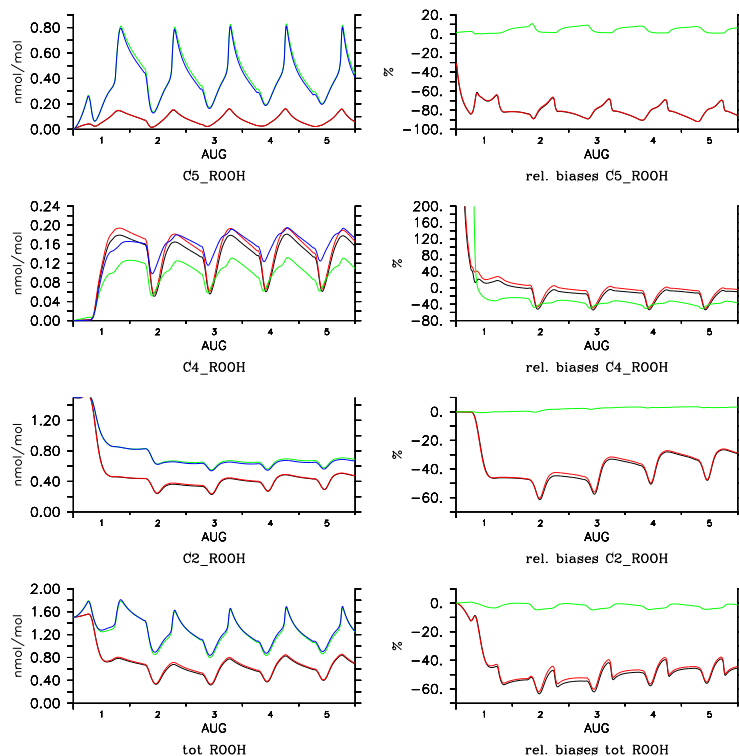 nmol/mol
0.80
0.40
0.00
1 2 3 4 5
AUG
C5_ROOH
%
20.
0.
-20.
-40.
-60.
-80.
-100.
1 2 3 4 5
AUG
rel. biases C5_ROOH
nmol/mol
0.24
0.20
0.16
0.12
0.08
0.04
0.00
1 2 3 4 5
AUG
C4_ROOH
%
200.
160.
120.
80.
40.
0.
-40.
-80.
1 2 3 4 5
AUG
rel. biases C4_ROOH
nmol/mol
1.20
0.80
0.40
0.00
1 2 3 4 5
AUG
C2_ROOH
%
0.
-20.
-40.
-60.
1 2 3 4 5
AUG
rel. biases C2_ROOH
nmol/mol
2.00
1.60
1.20
0.80
0.40
0.00
1 2 3 4 5
AUG
tot ROOH
%
0.
-20.
-40.
-60.
1 2 3 4 5
AUG
rel. biases tot ROOH